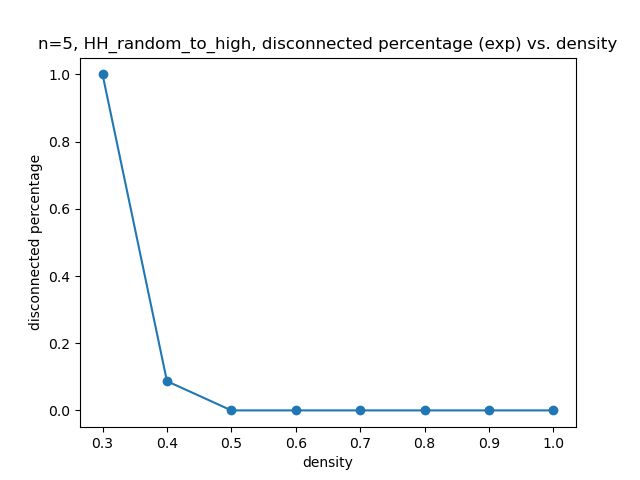 n=5, HH_random_to_high, disconnected percentage (exp) vs. density
1.0
0.8
0.6
0.4
0.2
0.0
disconnected percentage
0.3 0.4 0.5 0.6 0.7 0.8 0.9 1.0
density